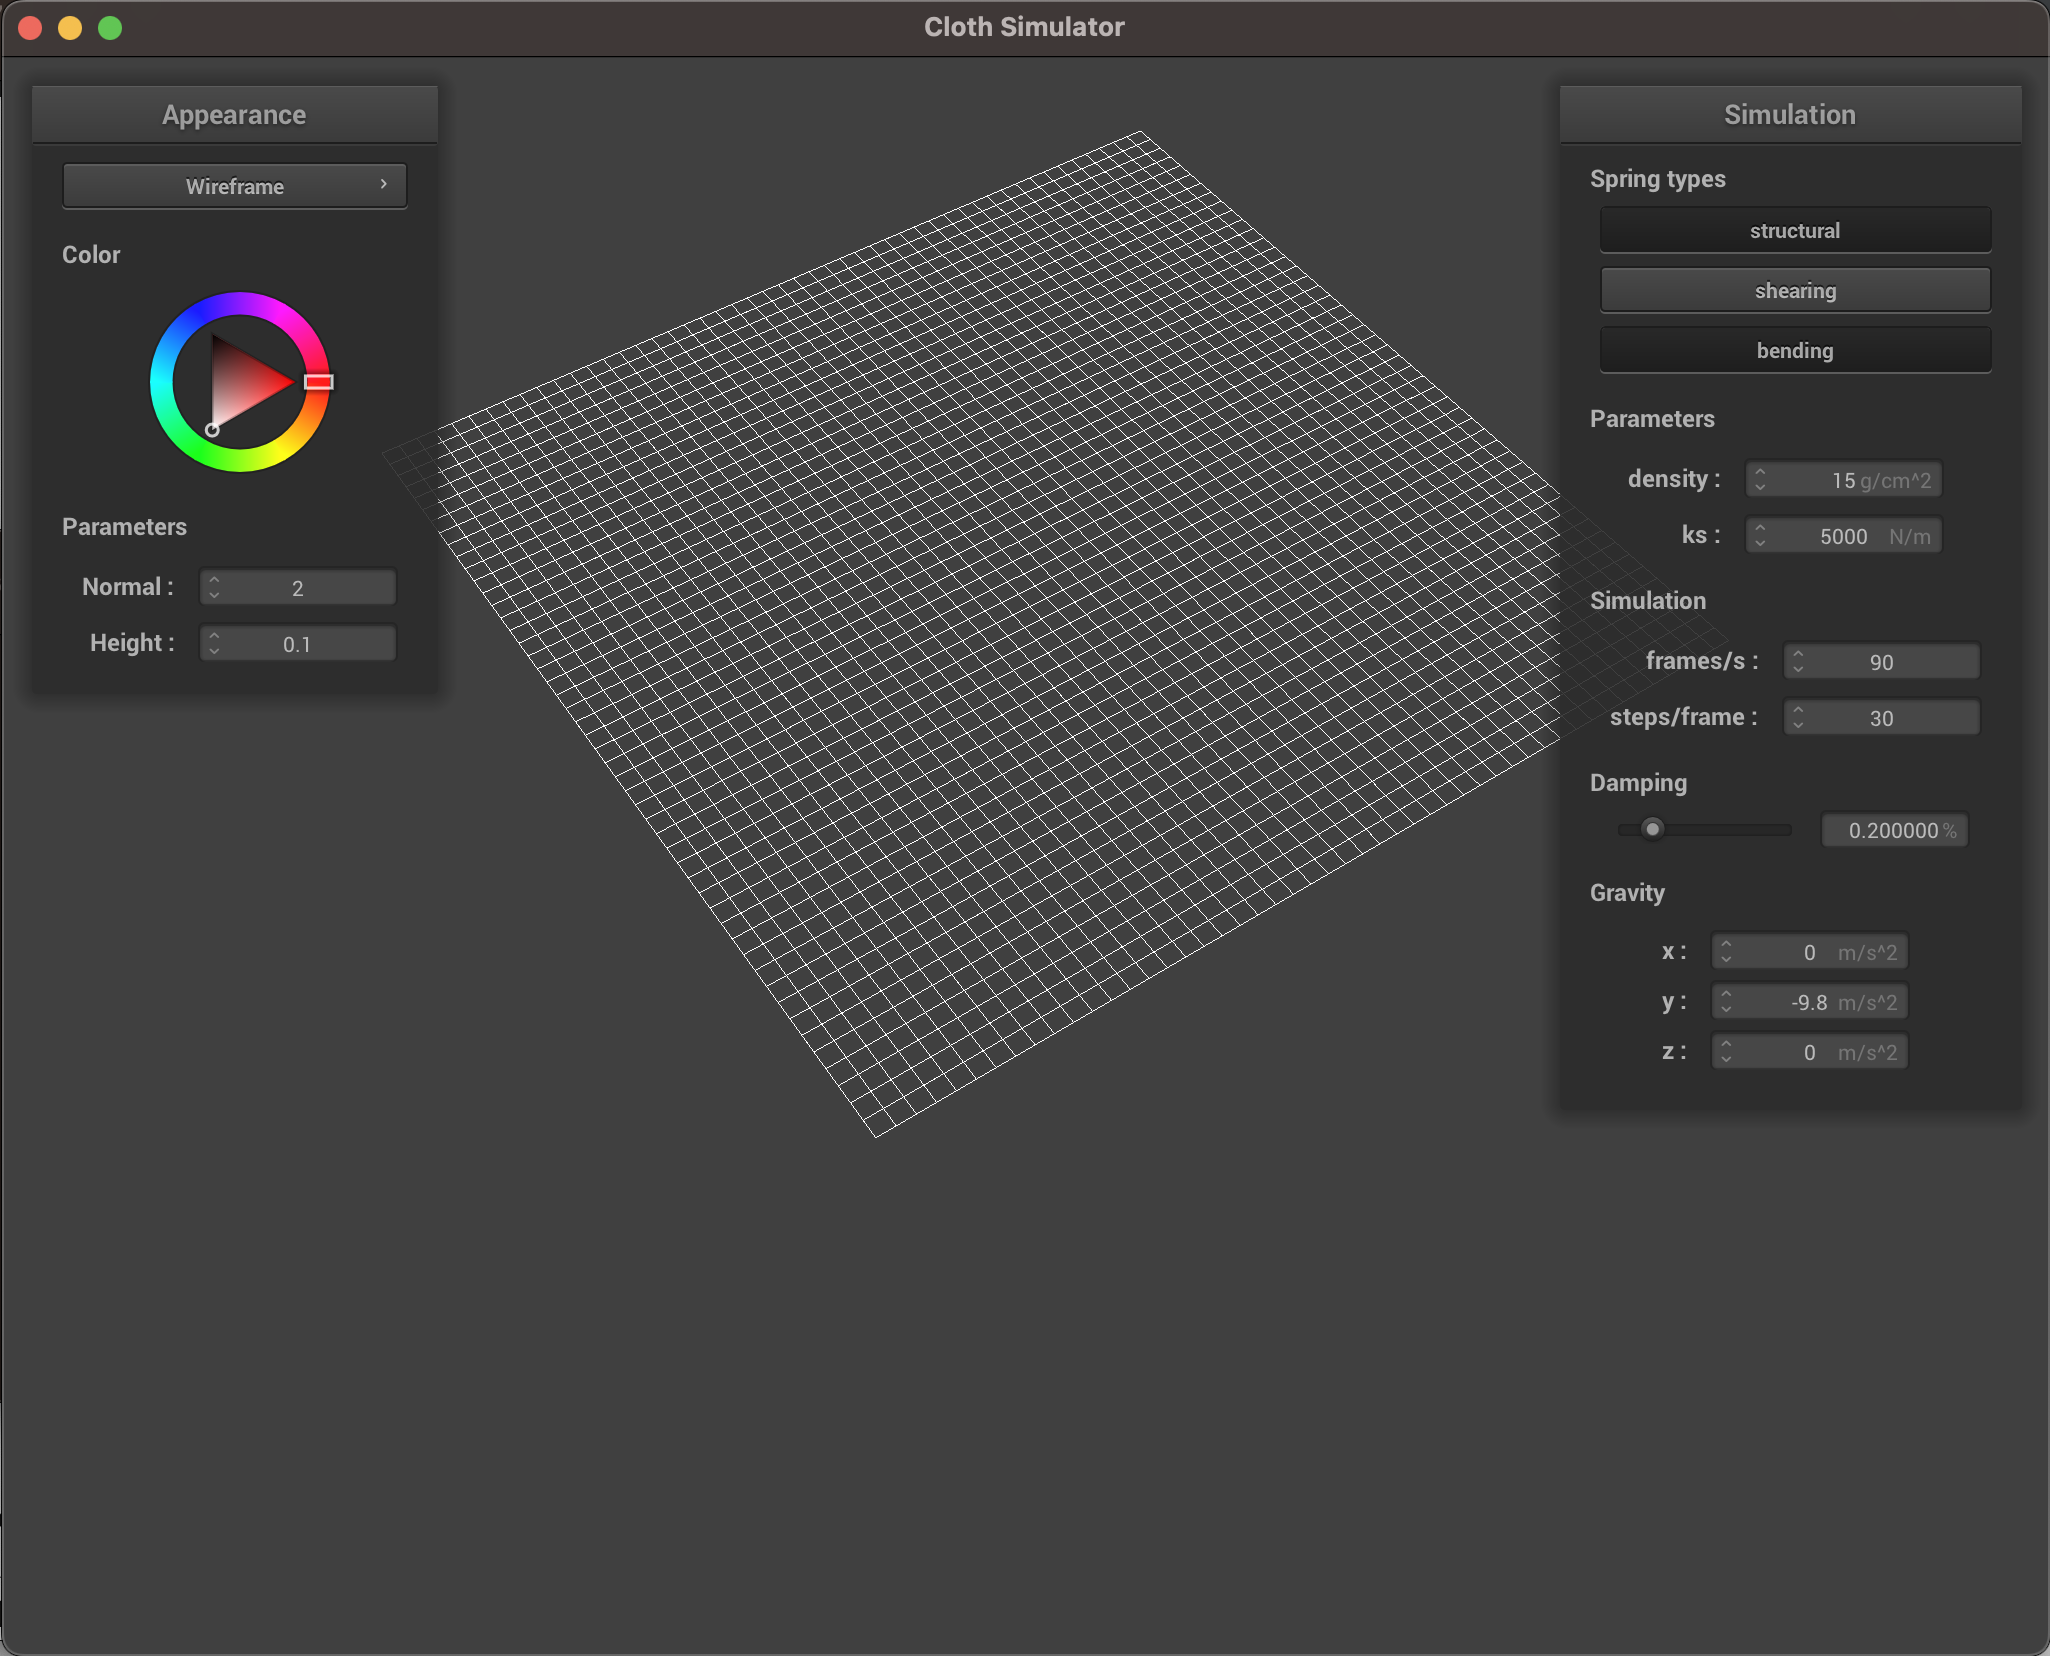 Cloth Simulator
Appearance
Wireframe
Color
Parameters
Normal : 2
Height : 0.1
Simulation
Spring types
structural
shearing
bending
Parameters
density : 15 g/cm^2
ks : 5000 N/m
Simulation
frames/s : 90
steps/frame : 30
Damping
0.200000 %
Gravity
x : 0 m/s^2
y : -9.8 m/s^2
z : 0 m/s^2